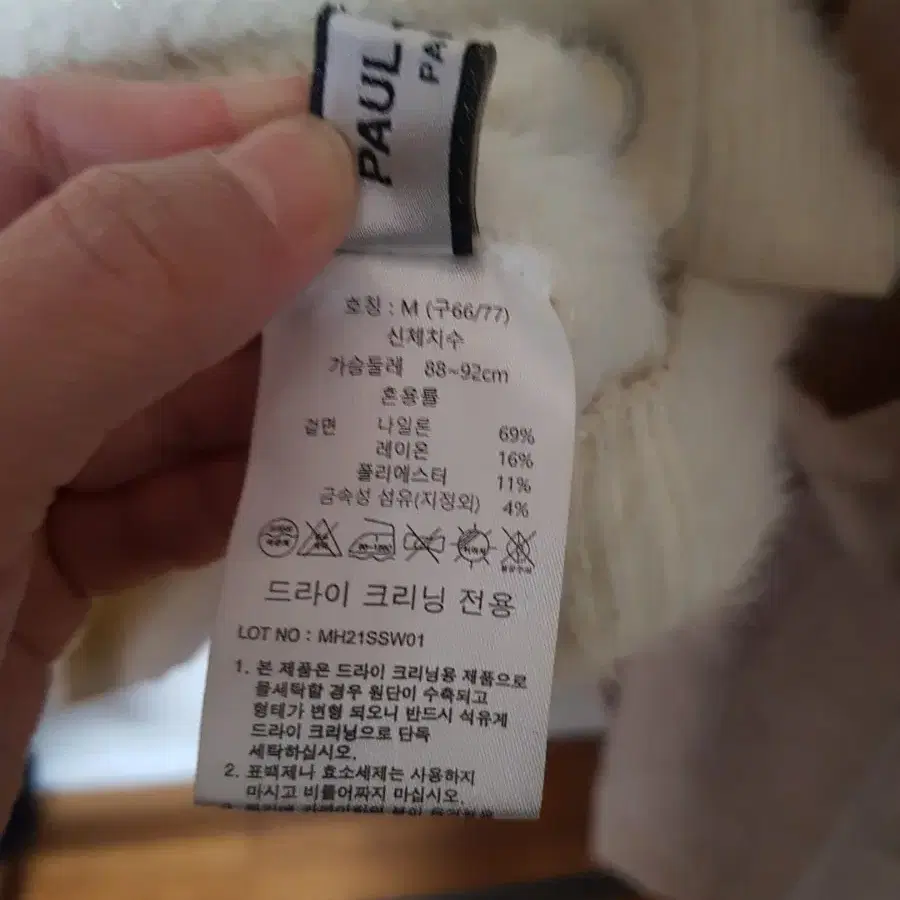 PAUL
PA
호칭 : M (구66/77)
신체치수
가슴둘레 88~92cm
혼용률
겉면 나일론 69%
레이온 16%
폴리에스터 11%
금속성 섬유(지정외) 4%
드라이 크리닝 전용
LOT NO : MH21SSW01
1. 본 제품은 드라이 크리닝용 제품으로
물세탁할 경우 원단이 수축되고
형테가 변형 되오니 반드시 석유계
드라이 크리닝으로 단독
세탁하십시오.
2. 표백제나 효소세제는 사용하지
마시고 비틀어짜지 마십시오.